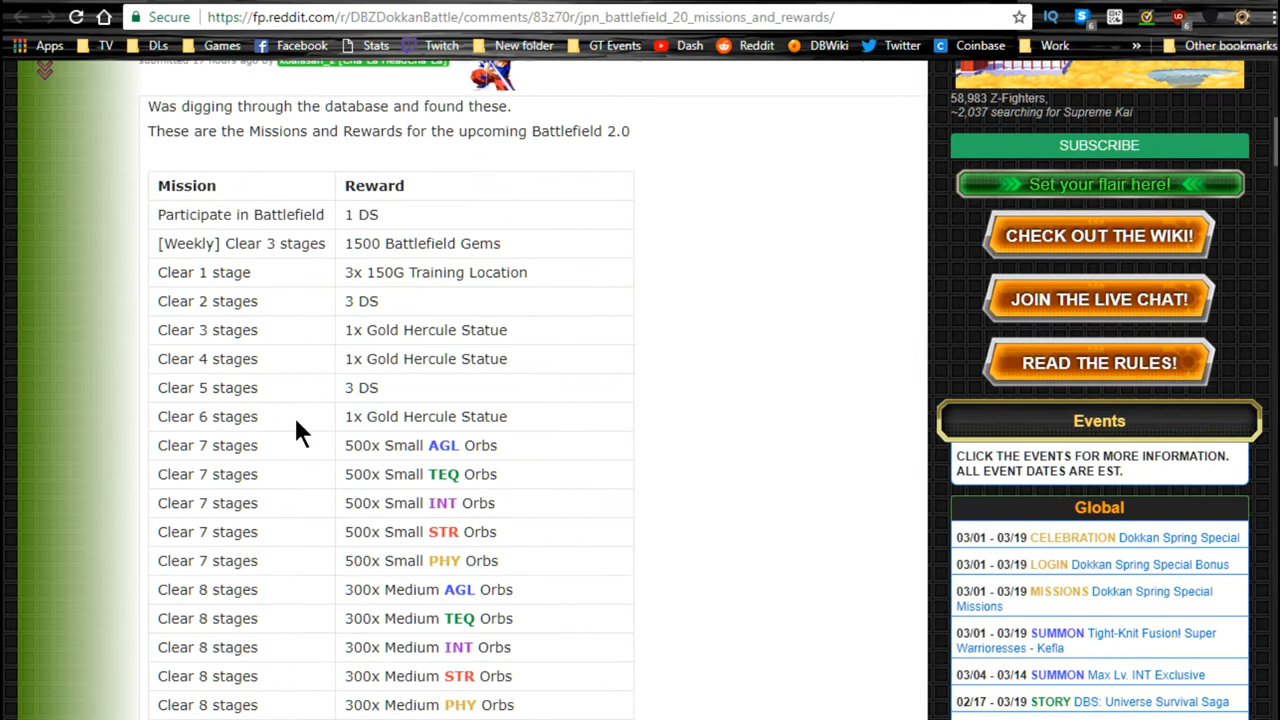 Secure https://fp.reddit.com/r/DBZDokkanBattle/comments/83z70r/jpn_battlefield_20_missions_and_rewards/
Apps TV DLs Games Facebook Stats Twitch New folder GT Events Dash Reddit DBWiki Twitter Coinbase Work » Other bookmarks
submitted 17 hours ago by koalasan_z [Cha La HeadCha La]
Was digging through the database and found these.
These are the Missions and Rewards for the upcoming Battlefield 2.0
Mission Reward
Participate in Battlefield 1 DS
[Weekly] Clear 3 stages 1500 Battlefield Gems
Clear 1 stage 3x 150G Training Location
Clear 2 stages 3 DS
Clear 3 stages 1x Gold Hercule Statue
Clear 4 stages 1x Gold Hercule Statue
Clear 5 stages 3 DS
Clear 6 stages 1x Gold Hercule Statue
Clear 7 stages 500x Small AGL Orbs
Clear 7 stages 500x Small TEQ Orbs
Clear 7 stages 500x Small INT Orbs
Clear 7 stages 500x Small STR Orbs
Clear 7 stages 500x Small PHY Orbs
Clear 8 stages 300x Medium AGL Orbs
Clear 8 stages 300x Medium TEQ Orbs
Clear 8 stages 300x Medium INT Orbs
Clear 8 stages 300x Medium STR Orbs
Clear 8 stages 300x Medium PHY Orbs
58,983 Z-Fighters,
~2,037 searching for Supreme Kai
SUBSCRIBE
Set your flair here!
CHECK OUT THE WIKI!
JOIN THE LIVE CHAT!
READ THE RULES!
Events
CLICK THE EVENTS FOR MORE INFORMATION.
ALL EVENT DATES ARE EST.
Global
03/01 - 03/19 CELEBRATION Dokkan Spring Special
03/01 - 03/19 LOGIN Dokkan Spring Special Bonus
03/01 - 03/19 MISSIONS Dokkan Spring Special
Missions
03/01 - 03/19 SUMMON Tight-Knit Fusion! Super
Warrioresses - Kefla
03/04 - 03/14 SUMMON Max Lv. INT Exclusive
02/17 - 03/19 STORY DBS: Universe Survival Saga